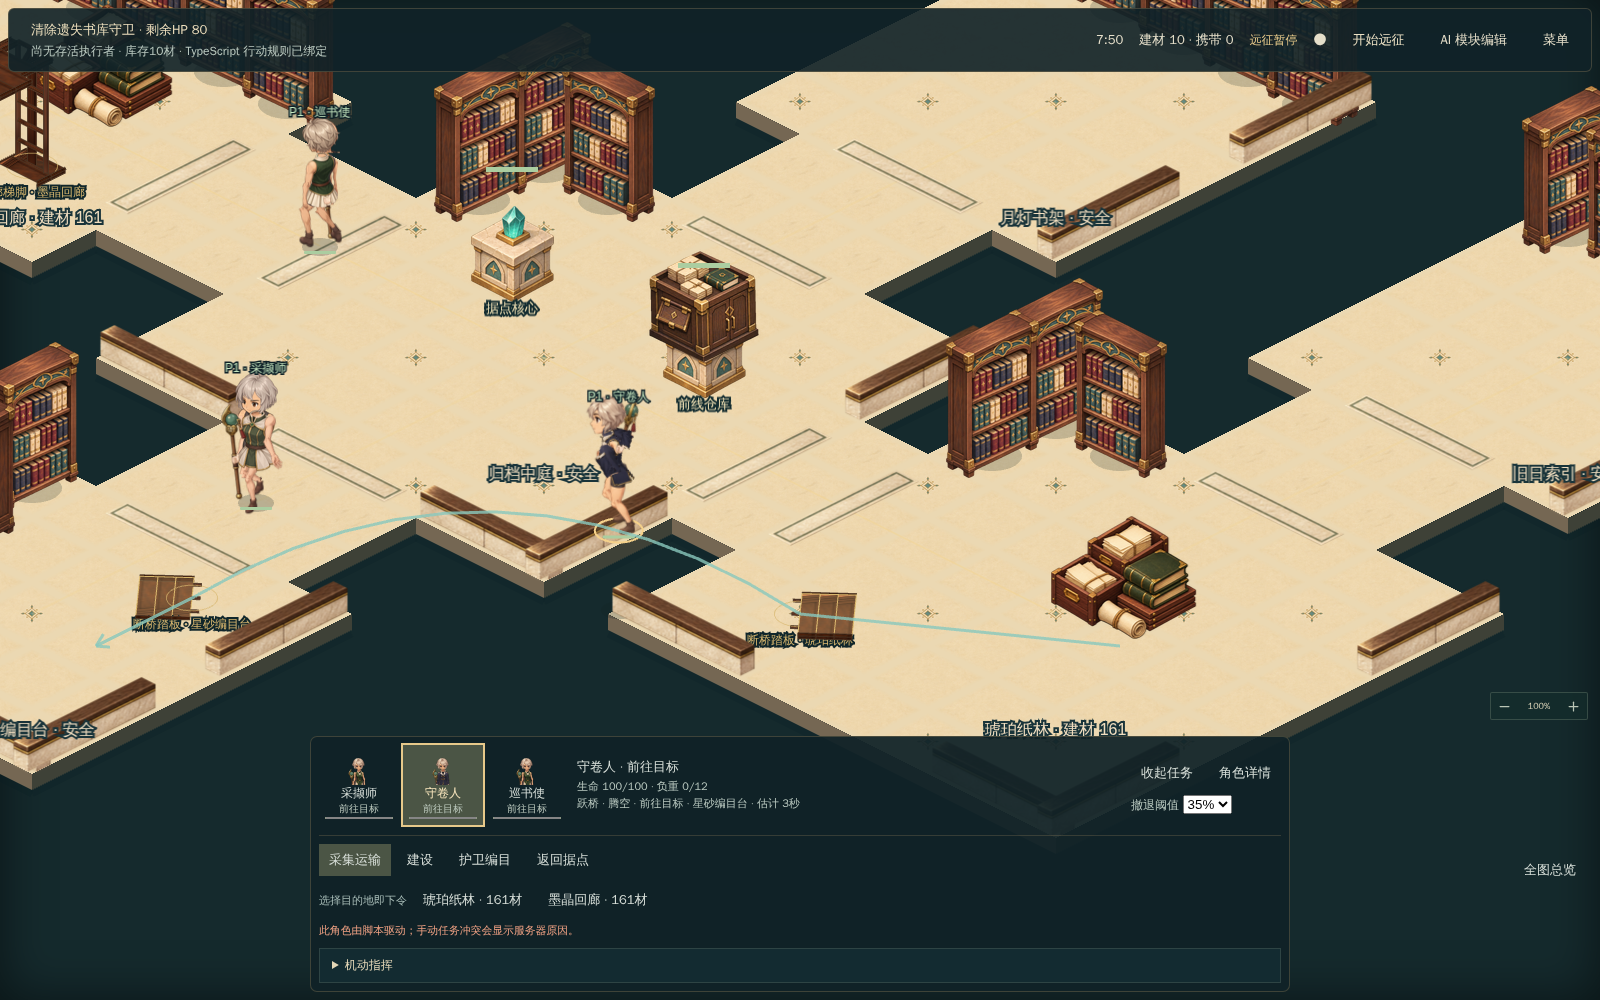 清除遗失书库守卫 · 剩余HP 80
尚无存活执行者 · 库存10材 · TypeScript 行动规则已绑定
7:50 建材 10 · 携带 0 远征暂停 开始远征 AI 模块编辑 菜单
P1 · 巡书使
梯脚 · 墨晶回廊
回廊 · 建材 161
月灯书架 · 安全
据点核心
P1 · 采撷师
P1 · 守卷人
前线仓库
归档中庭 · 安全
旧日索引 · 安
断桥踏板 · 星砂编目台
断桥踏板 · 琥珀纸林
编目台 · 安全
琥珀纸林 · 建材 161
− 100% +
采撷师
前往目标
守卷人
前往目标
巡书使
前往目标
守卷人 · 前往目标
生命 100/100 · 负重 0/12
跃桥 · 腾空 · 前往目标 · 星砂编目台 · 估计 3秒
收起任务 角色详情
撤退阈值 35%
采集运输 建设 护卫编目 返回据点
全图总览
选择目的地即下令 琥珀纸林 · 161材 墨晶回廊 · 161材
此角色由脚本驱动；手动任务冲突会显示服务器原因。
机动指挥